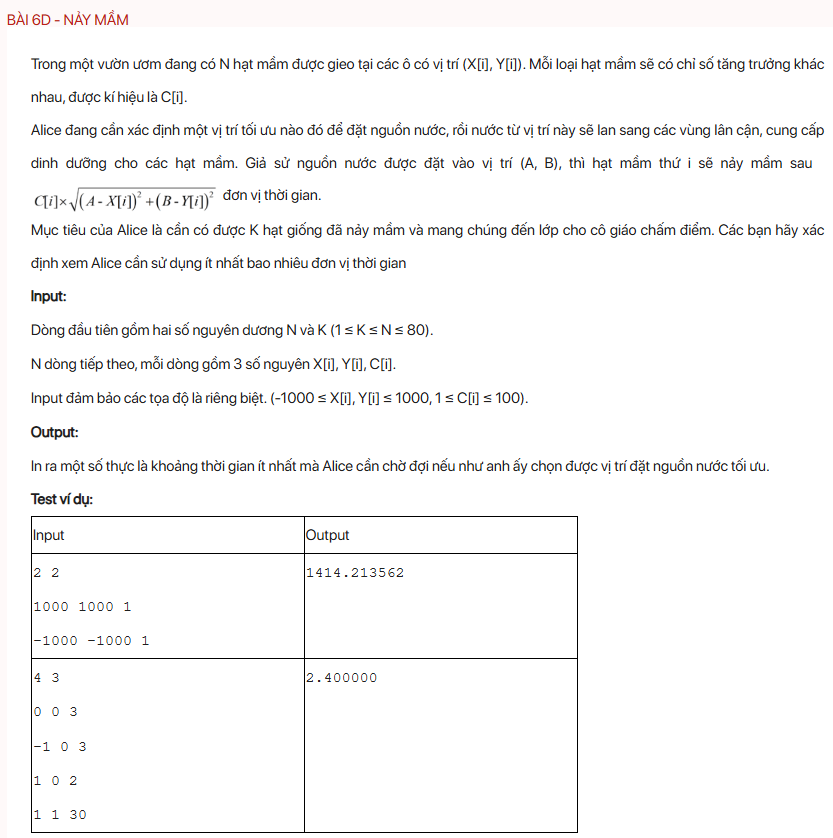 BÀI 6D - NẢY MẦM
Trong một vườn ươm đang có N hạt mầm được gieo tại các ô có vị trí (X[i], Y[i]). Mỗi loại hạt mầm sẽ có chỉ số tăng trưởng khác
nhau, được kí hiệu là C[i].
Alice đang cần xác định một vị trí tối ưu nào đó để đặt nguồn nước, rồi nước từ vị trí này sẽ lan sang các vùng lân cận, cung cấp
dinh dưỡng cho các hạt mầm. Giả sử nguồn nước được đặt vào vị trí (A, B), thì hạt mầm thứ i sẽ nảy mầm sau
C[i]×√((A - X[i])² + (B - Y[i])²) đơn vị thời gian.
Mục tiêu của Alice là cần có được K hạt giống đã nảy mầm và mang chúng đến lớp cho cô giáo chấm điểm. Các bạn hãy xác
định xem Alice cần sử dụng ít nhất bao nhiêu đơn vị thời gian
Input:
Dòng đầu tiên gồm hai số nguyên dương N và K (1 ≤ K ≤ N ≤ 80).
N dòng tiếp theo, mỗi dòng gồm 3 số nguyên X[i], Y[i], C[i].
Input đảm bảo các tọa độ là riêng biệt. (-1000 ≤ X[i], Y[i] ≤ 1000, 1 ≤ C[i] ≤ 100).
Output:
In ra một số thực là khoảng thời gian ít nhất mà Alice cần chờ đợi nếu như anh ấy chọn được vị trí đặt nguồn nước tối ưu.
Test ví dụ:
Input Output
2 2 1414.213562
1000 1000 1
-1000 -1000 1
4 3 2.400000
0 0 3
-1 0 3
1 0 2
1 1 30